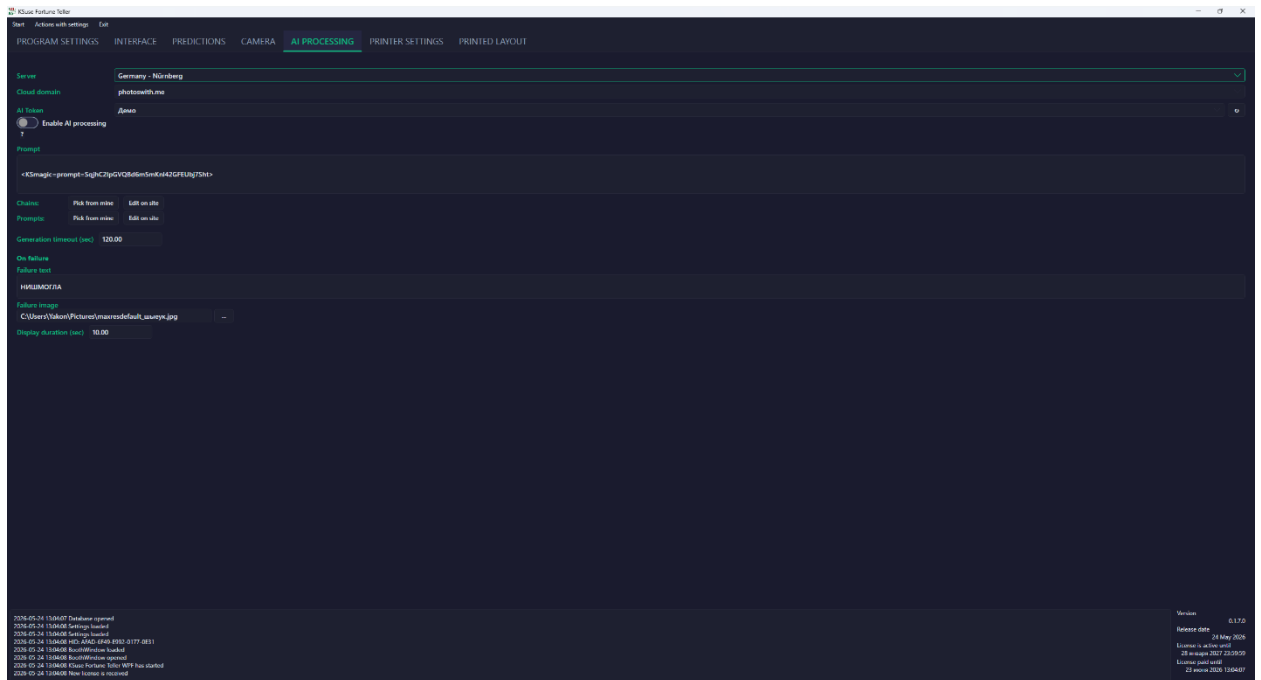 KSuse Fortune Teller
Start Actions with settings Exit
PROGRAM SETTINGS INTERFACE PREDICTIONS CAMERA AI PROCESSING PRINTER SETTINGS PRINTED LAYOUT
Server Germany - Nürnberg
Cloud domain photoswith.me
AI Token Демо
Enable AI processing
?
Prompt
Chains: Pick from mine Edit on site
Prompts: Pick from mine Edit on site
Generation timeout (sec) 120.00
On failure
Failure text
НИШМОГЛА
Failure image
C:\Users\Yakon\Pictures\maxresdefault_шыеук.jpg ...
Display duration (sec) 10.00
2026-05-24 13:04:07 Database opened
2026-05-24 13:04:08 Settings loaded
2026-05-24 13:04:08 Settings loaded
2026-05-24 13:04:08 HID:
2026-05-24 13:04:08 BoothWindow loaded
2026-05-24 13:04:08 BoothWindow opened
2026-05-24 13:04:08 KSuse Fortune Teller WPF has started
2026-05-24 13:04:08 New license is received
Version
0.1.7.0
Release date
24 May 2026
License is active until
28 января 2027 23:59:59
License paid until
23 июня 2026 13:04:07